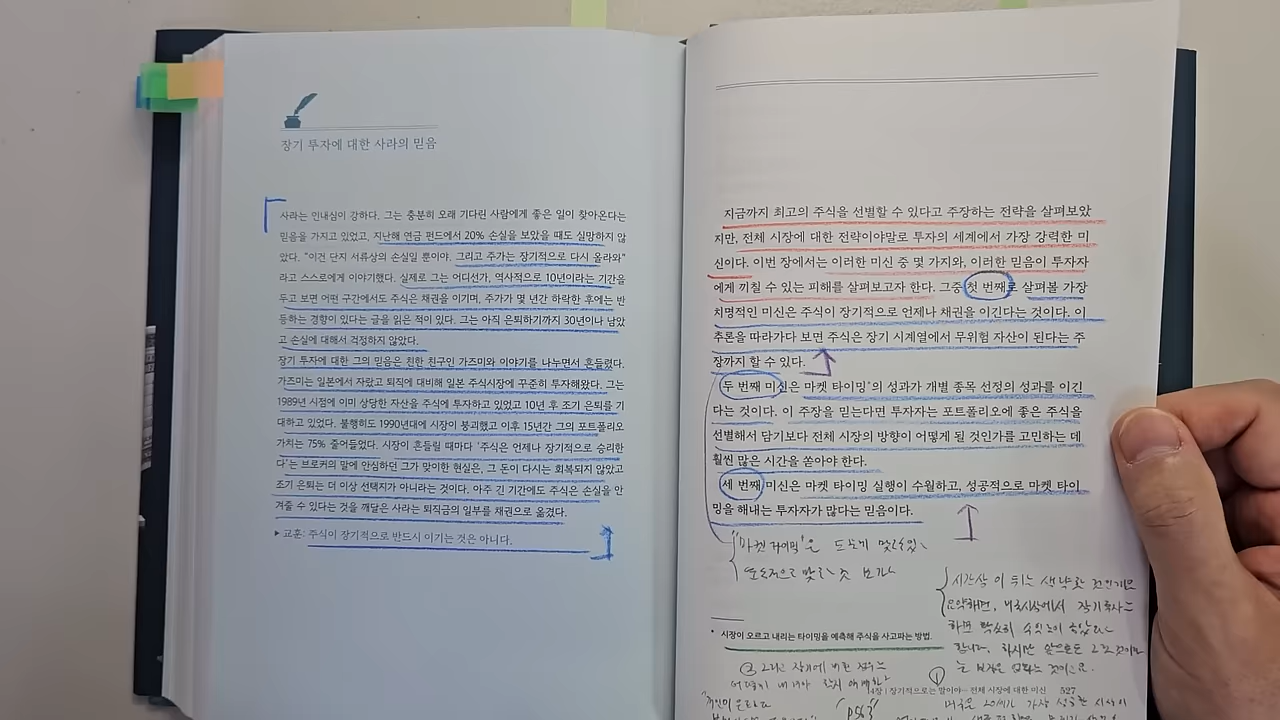 장기 투자에 대한 사라의 믿음
사라는 인내심이 강하다. 그는 충분히 오래 기다린 사람에게 좋은 일이 찾아온다는
믿음을 가지고 있었고, 지난해 연금 펀드에서 20% 손실을 보았을 때도 실망하지 않
았다. "이건 단지 서류상의 손실일 뿐이야. 그리고 주가는 장기적으로 다시 올라와"
라고 스스로에게 이야기했다. 실제로 그는 어디선가, 역사적으로 10년이라는 기간을
두고 보면 어떤 구간에서도 주식은 채권을 이기며, 주가가 몇 년간 하락한 후에는 반
등하는 경향이 있다는 글을 읽은 적이 있다. 그는 아직 은퇴하기까지 30년이나 남았
고 손실에 대해서 걱정하지 않았다.
장기 투자에 대한 그의 믿음은 친한 친구인 가즈미와 이야기를 나누면서 흔들렸다.
가즈미는 일본에서 자랐고 퇴직에 대비해 일본 주식시장에 꾸준히 투자해왔다. 그는
1989년 시점에 이미 상당한 자산을 주식에 투자하고 있었고 10년 후 조기 은퇴를 기
대하고 있었다. 불행히도 1990년대에 시장이 붕괴했고 이후 15년간 그의 포트폴리오
가치는 75% 줄어들었다. 시장이 흔들릴 때마다 '주식은 언제나 장기적으로 승리한
다'는 브로커의 말에 안심하던 그가 맞이한 현실은, 그 돈이 다시는 회복되지 않았고
조기 은퇴는 더 이상 선택지가 아니라는 것이다. 아주 긴 기간에도 주식은 손실을 안
겨줄 수 있다는 것을 깨달은 사라는 퇴직금의 일부를 채권으로 옮겼다.
▶ 교훈: 주식이 장기적으로 반드시 이기는 것은 아니다.
지금까지 최고의 주식을 선별할 수 있다고 주장하는 전략을 살펴보았
지만, 전체 시장에 대한 전략이야말로 투자의 세계에서 가장 강력한 미
신이다. 이번 장에서는 이러한 미신 중 몇 가지와, 이러한 믿음이 투자자
에게 끼칠 수 있는 피해를 살펴보고자 한다. 그중 첫 번째로 살펴볼 가장
치명적인 미신은 주식이 장기적으로 언제나 채권을 이긴다는 것이다. 이
추론을 따라가다 보면 주식은 장기 시계열에서 무위험 자산이 된다는 주
장까지 할 수 있다.
두 번째 미신은 마켓 타이밍*의 성과가 개별 종목 선정의 성과를 이긴
다는 것이다. 이 주장을 믿는다면 투자자는 포트폴리오에 좋은 주식을
선별해서 담기보다 전체 시장의 방향이 어떻게 될 것인가를 고민하는 데
훨씬 많은 시간을 쏟아야 한다.
세 번째 미신은 마켓 타이밍 실행이 수월하고, 성공적으로 마켓 타이
밍을 해내는 투자자가 많다는 믿음이다.
"마켓 타이밍"은
* 시장이 오르고 내리는 타이밍을 예측해 주식을 사고파는 방법.
14장 | 장기적으로는 말이야… 전체 시장에 대한 미신 527